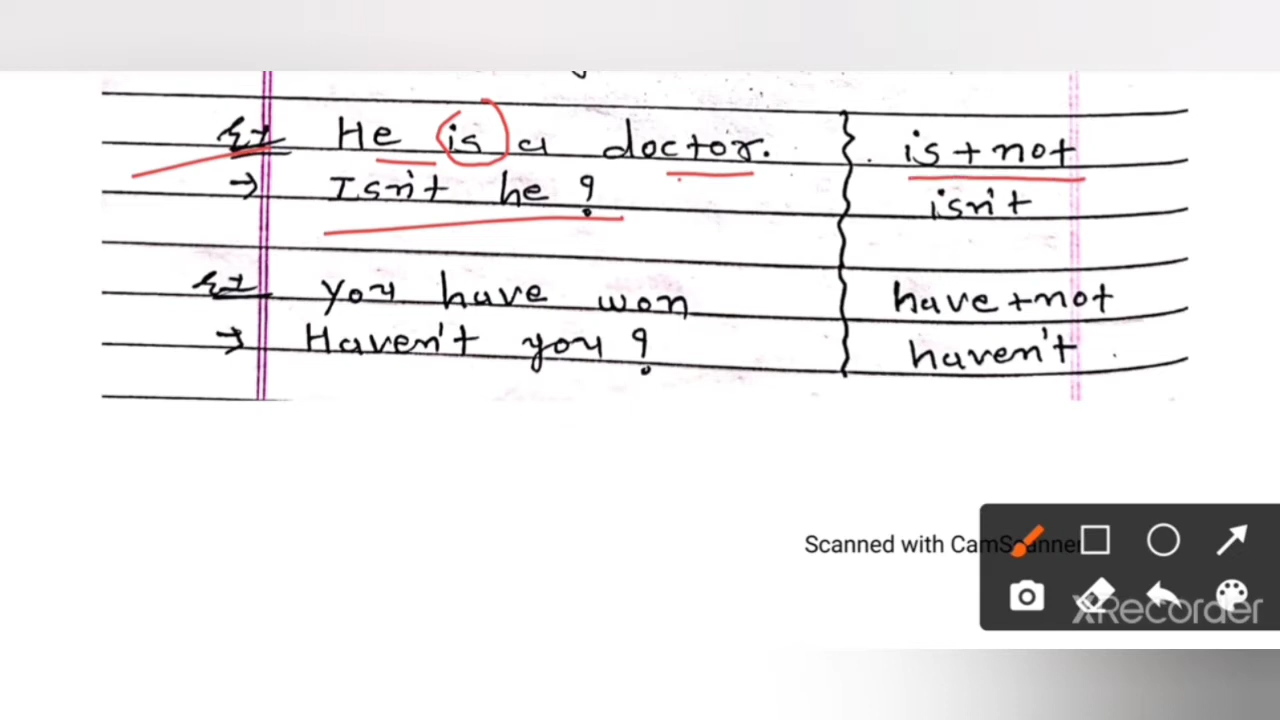 Ex He is a doctor. is + not
→ Isn't he ? isn't
Ex you have won have + not
→ Haven't you ? haven't
Scanned with CamScanner
XRecorder